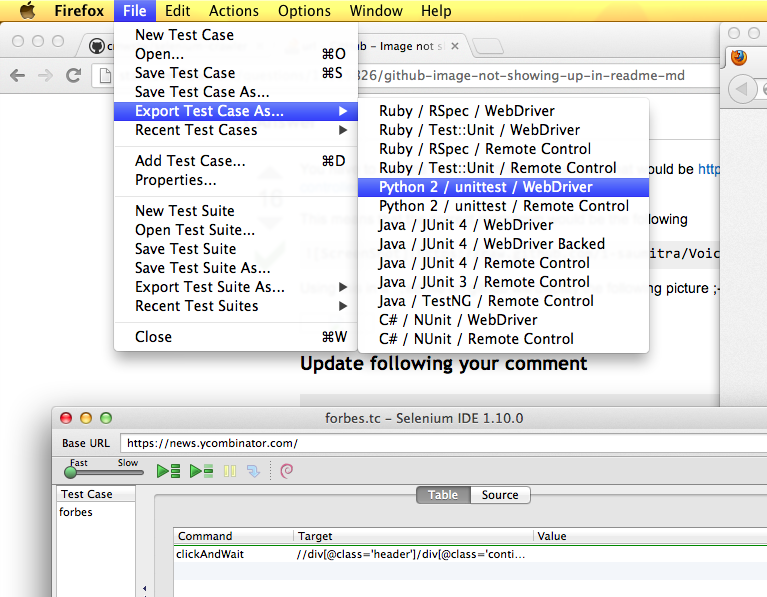 Firefox File Edit Actions Options Window Help
New Test Case
Open... ⌘O
Save Test Case ⌘S
Save Test Case As...
Export Test Case As...
Recent Test Cases
Add Test Case... ⌘D
Properties...
New Test Suite
Open Test Suite...
Save Test Suite
Save Test Suite As...
Export Test Suite As...
Recent Test Suites
Close ⌘W
Ruby / RSpec / WebDriver
Ruby / Test::Unit / WebDriver
Ruby / RSpec / Remote Control
Ruby / Test::Unit / Remote Control
Python 2 / unittest / WebDriver
Python 2 / unittest / Remote Control
Java / JUnit 4 / WebDriver
Java / JUnit 4 / WebDriver Backed
Java / JUnit 4 / Remote Control
Java / JUnit 3 / Remote Control
Java / TestNG / Remote Control
C# / NUnit / WebDriver
C# / NUnit / Remote Control
– Image not s
326/github-image-not-showing-up-in-readme-md
would be http
following
itra/Voic
ng picture ;-
Update following your comment
forbes.tc – Selenium IDE 1.10.0
Base URL https://news.ycombinator.com/
Fast Slow
Test Case
forbes
Table Source
Command Target Value
clickAndWait //div[@class='header']/div[@class='conti...